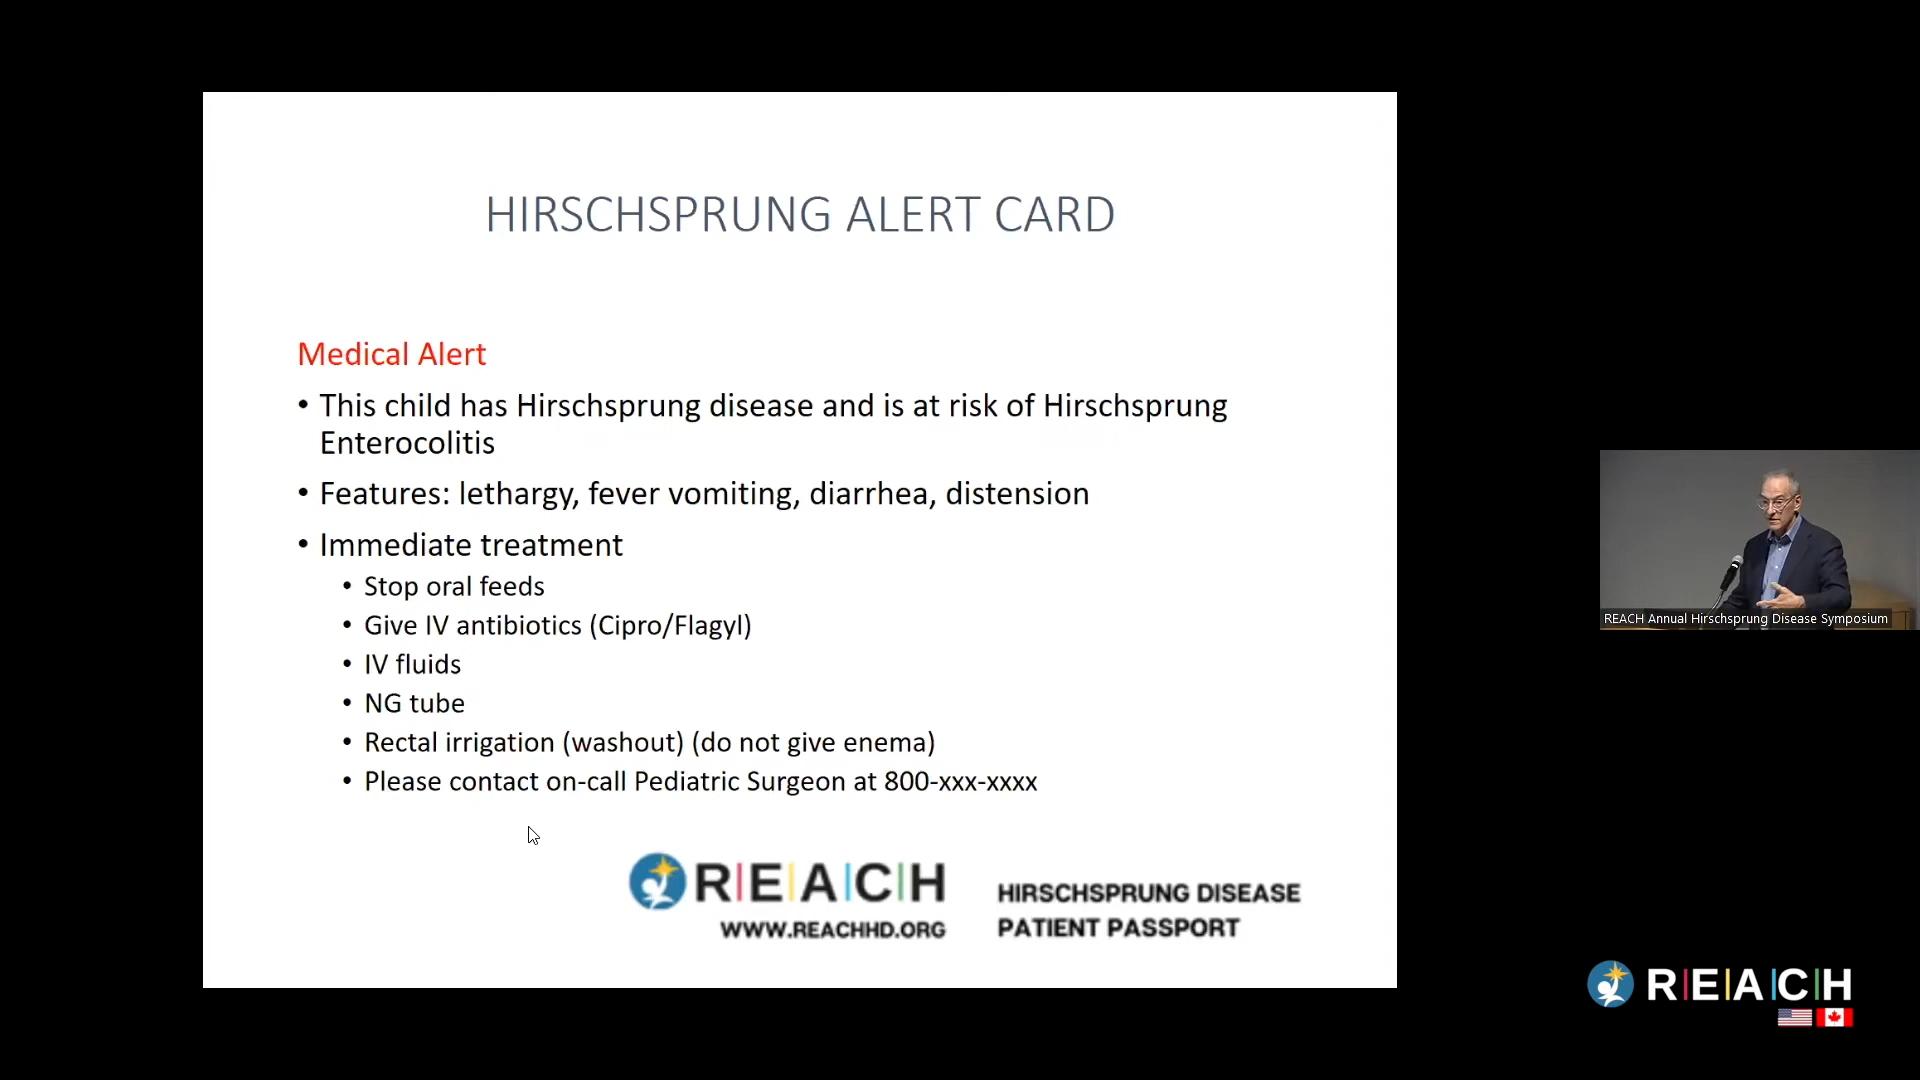 HIRSCHSPRUNG ALERT CARD
Medical Alert
• This child has Hirschsprung disease and is at risk of Hirschsprung
Enterocolitis
• Features: lethargy, fever vomiting, diarrhea, distension
• Immediate treatment
• Stop oral feeds
• Give IV antibiotics (Cipro/Flagyl)
• IV fluids
• NG tube
• Rectal irrigation (washout) (do not give enema)
• Please contact on-call Pediatric Surgeon at 800-xxx-xxxx
R|E|A|C|H
WWW.REACHHD.ORG
HIRSCHSPRUNG DISEASE
PATIENT PASSPORT
REACH Annual Hirschsprung Disease Symposium
R|E|A|C|H